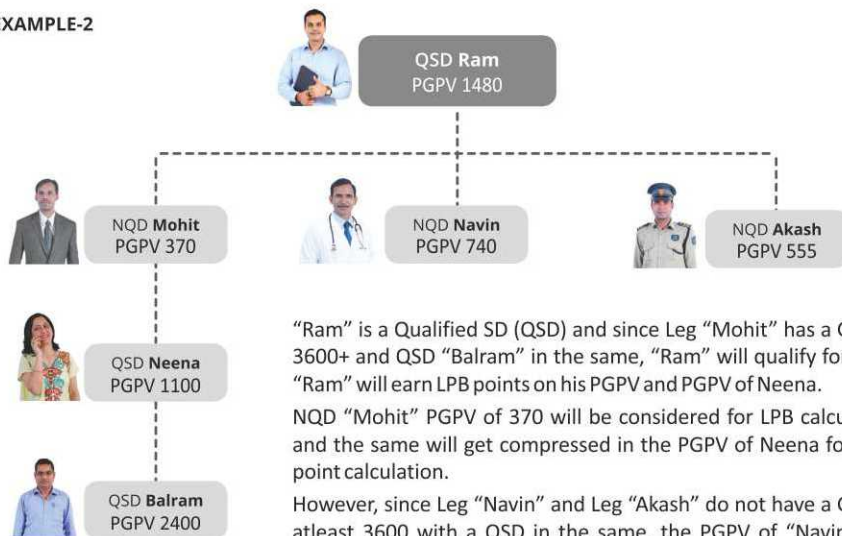 EXAMPLE-2
QSD Ram
PGPV 1480
NQD Mohit
PGPV 370
NQD Navin
PGPV 740
NQD Akash
PGPV 555
QSD Neena
PGPV 1100
QSD Balram
PGPV 2400
“Ram” is a Qualified SD (QSD) and since Leg “Mohit” has a
3600+ and QSD “Balram” in the same, “Ram” will qualify for
“Ram” will earn LPB points on his PGPV and PGPV of Neena.
NQD “Mohit” PGPV of 370 will be considered for LPB
and the same will get compressed in the PGPV of Neena
point calculation.
However, since Leg “Navin” and Leg “Akash” do not have a
atleast 3600 with a QSD in the same, the PGPV of